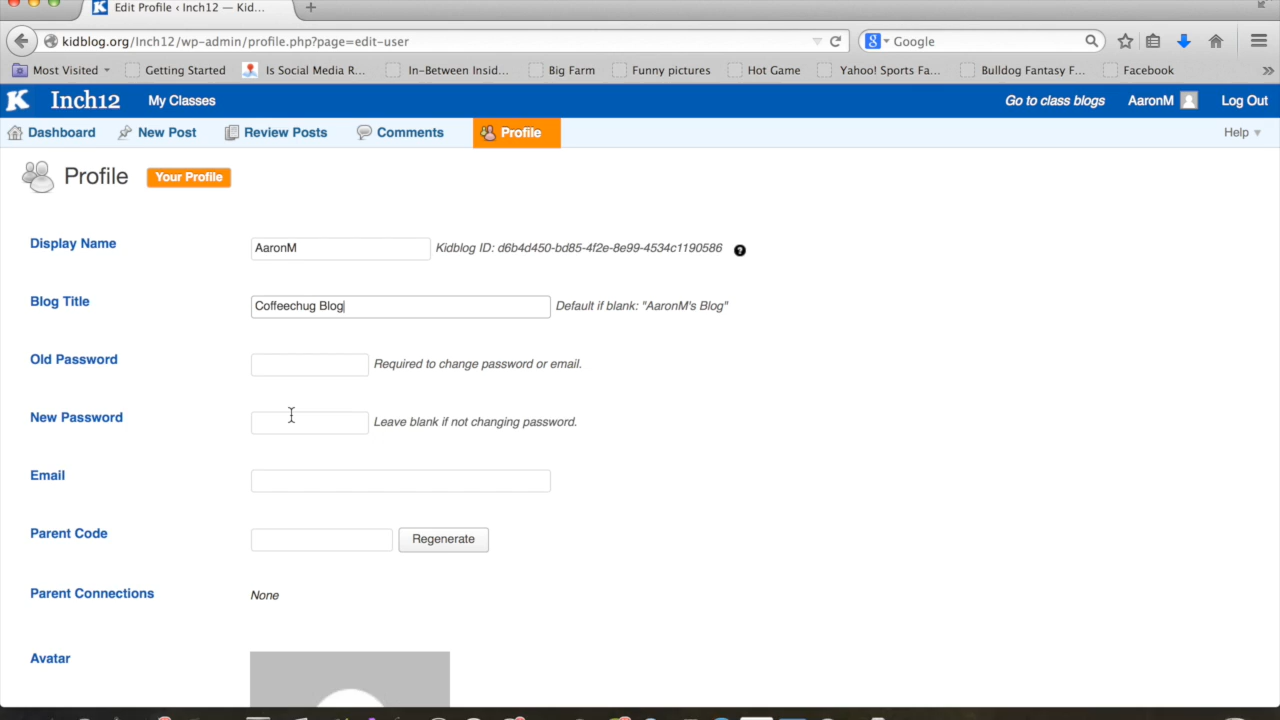 Edit Profile ‹ Inch12 — Kid...
kidblog.org/Inch12/wp-admin/profile.php?page=edit-user
Google
Most Visited
Getting Started
Is Social Media R...
In-Between Insid...
Big Farm
Funny pictures
Hot Game
Yahoo! Sports Fa...
Bulldog Fantasy F...
Facebook
K Inch12 My Classes Go to class blogs AaronM Log Out
Dashboard New Post Review Posts Comments Profile Help
Profile Your Profile
Display Name AaronM Kidblog ID: d6b4d450-bd85-4f2e-8e99-4534c1190586 ?
Blog Title Coffeechug Blog Default if blank: "AaronM's Blog"
Old Password Required to change password or email.
New Password Leave blank if not changing password.
Email
Parent Code Regenerate
Parent Connections None
Avatar